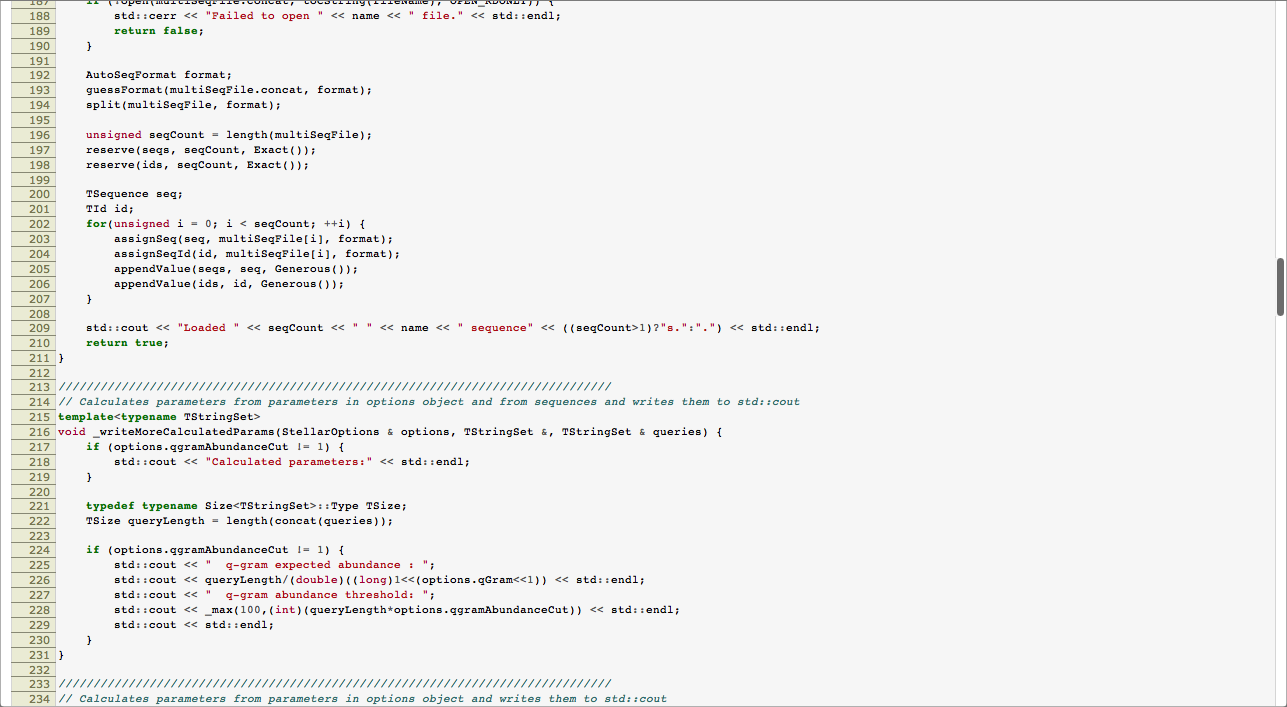 187     if (!open(multiSeqFile.concat, toCString(fileName), OPEN_RDONLY)) {
188         std::cerr << "Failed to open " << name << " file." << std::endl;
189         return false;
190     }
191
192     AutoSeqFormat format;
193     guessFormat(multiSeqFile.concat, format);
194     split(multiSeqFile, format);
195
196     unsigned seqCount = length(multiSeqFile);
197     reserve(seqs, seqCount, Exact());
198     reserve(ids, seqCount, Exact());
199
200     TSequence seq;
201     TId id;
202     for(unsigned i = 0; i < seqCount; ++i) {
203         assignSeq(seq, multiSeqFile[i], format);
204         assignSeqId(id, multiSeqFile[i], format);
205         appendValue(seqs, seq, Generous());
206         appendValue(ids, id, Generous());
207     }
208
209     std::cout << "Loaded " << seqCount << " " << name << " sequence" << ((seqCount>1)?"s.":".") << std::endl;
210     return true;
211 }
212
213 ///////////////////////////////////////////////////////////////////////////////
214 // Calculates parameters from parameters in options object and from sequences and writes them to std::cout
215 template<typename TStringSet>
216 void _writeMoreCalculatedParams(StellarOptions & options, TStringSet &, TStringSet & queries) {
217     if (options.qgramAbundanceCut != 1) {
218         std::cout << "Calculated parameters:" << std::endl;
219     }
220
221     typedef typename Size<TStringSet>::Type TSize;
222     TSize queryLength = length(concat(queries));
223
224     if (options.qgramAbundanceCut != 1) {
225         std::cout << "  q-gram expected abundance : ";
226         std::cout << queryLength/(double)((long)1<<(options.qGram<<1)) << std::endl;
227         std::cout << "  q-gram abundance threshold: ";
228         std::cout << _max(100,(int)(queryLength*options.qgramAbundanceCut)) << std::endl;
229         std::cout << std::endl;
230     }
231 }
232
233 ///////////////////////////////////////////////////////////////////////////////
234 // Calculates parameters from parameters in options object and writes them to std::cout